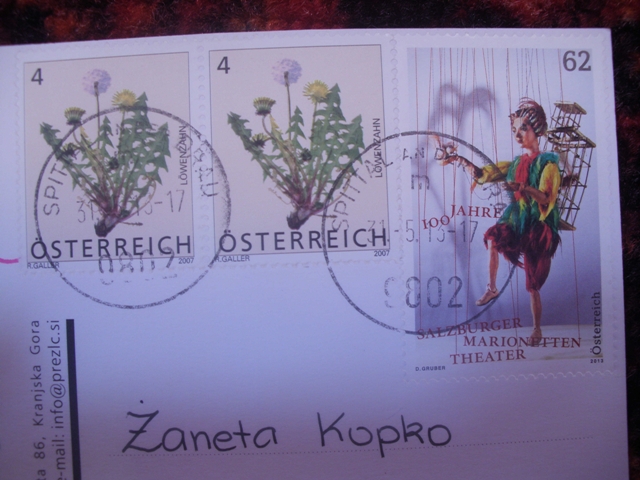 4
LÖWENZAHN
ÖSTERREICH
R.GALLER
2007
4
LÖWENZAHN
ÖSTERREICH
R.GALLER
2007
62
100 JAHRE
SALZBURGER
MARIONETTEN
THEATER
Österreich
D. GRUBER
2013
31.-5.13-17
9802
86, Kranjska Gora
e-mail: info@prezlc.si
Żaneta Kopko